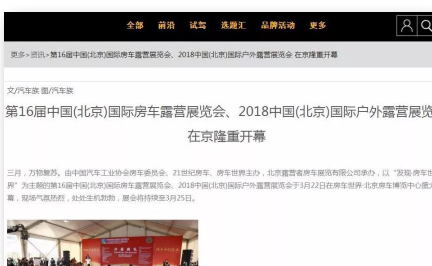 全部 前沿 试驾 选题汇 品牌活动 更多
更多>资讯>第16届中国(北京)国际房车露营展览会、2018中国(北京)国际户外露营展览会 在京隆重开幕
文/汽车族 图/汽车族
第16届中国(北京)国际房车露营展览会、2018中国(北京)国际户外露营展览
在京隆重开幕
三月，万物复苏。由中国汽车工业协会房车委员会、21世纪房车、房车世界主办，北京露营者房车展览有限公司承办，以“发现·房车世
界”为主题的第16届中国(北京)国际房车露营展览会、2018中国(北京)国际户外露营展览会于3月22日在房车世界·北京房车博览中心盛大
幕，现场气氛热烈，处处生机勃勃，展会将持续至3月25日。